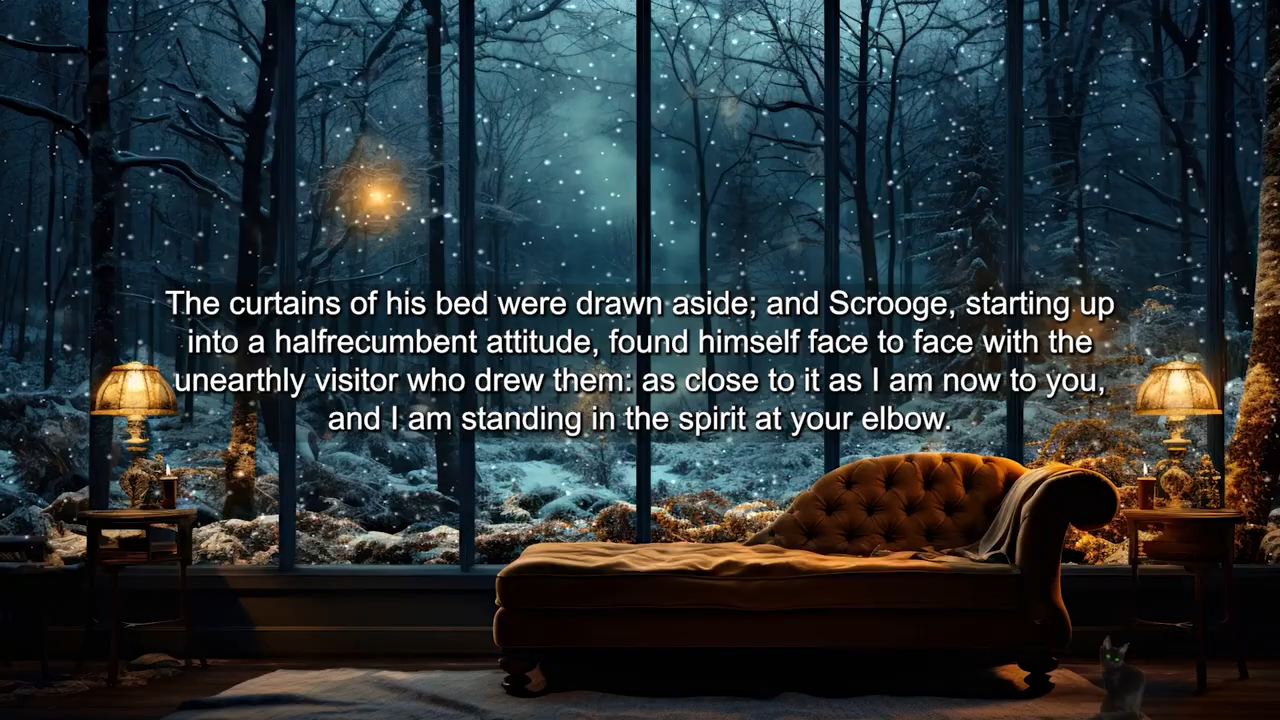 The curtains of his bed were drawn aside; and Scrooge, starting up
into a halfrecumbent attitude, found himself face to face with the
unearthly visitor who drew them: as close to it as I am now to you,
and I am standing in the spirit at your elbow.